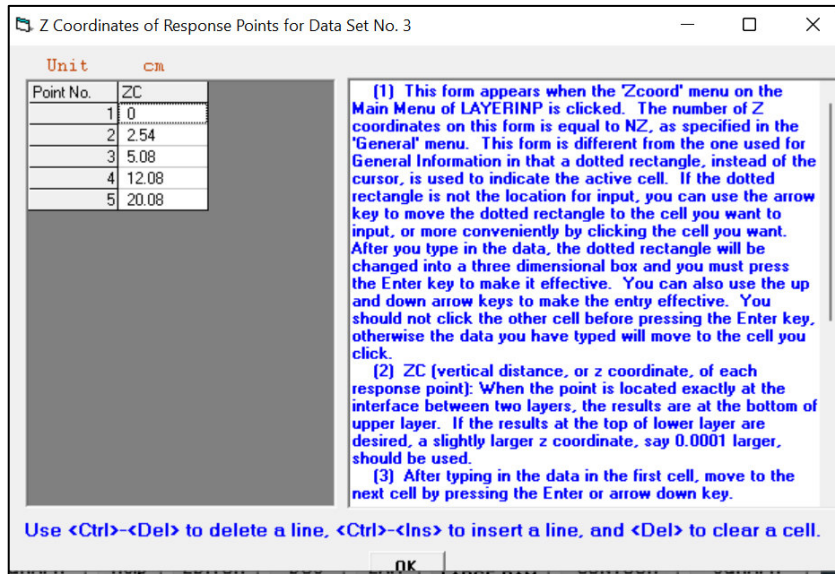 Z Coordinates of Response Points for Data Set No. 3
Unit cm
Point No. ZC
1 0
2 2.54
3 5.08
4 12.08
5 20.08
(1) This form appears when the 'Zcoord' menu on the
Main Menu of LAYERINP is clicked. The number of Z
coordinates on this form is equal to NZ, as specified in the
'General' menu. This form is different from the one used for
General Information in that a dotted rectangle, instead of the
cursor, is used to indicate the active cell. If the dotted
rectangle is not the location for input, you can use the arrow
key to move the dotted rectangle to the cell you want to
input, or more conveniently by clicking the cell you want.
After you type in the data, the dotted rectangle will be
changed into a three dimensional box and you must press
the Enter key to make it effective. You can also use the up
and down arrow keys to make the entry effective. You
should not click the other cell before pressing the Enter key,
otherwise the data you have typed will move to the cell you
click.
(2) ZC (vertical distance, or z coordinate, of each
response point): When the point is located exactly at the
interface between two layers, the results are at the bottom of
upper layer. If the results at the top of lower layer are
desired, a slightly larger z coordinate, say 0.0001 larger,
should be used.
(3) After typing in the data in the first cell, move to the
next cell by pressing the Enter or arrow down key.
Use <Ctrl>-<Del> to delete a line, <Ctrl>-<Ins> to insert a line, and <Del> to clear a cell.
OK